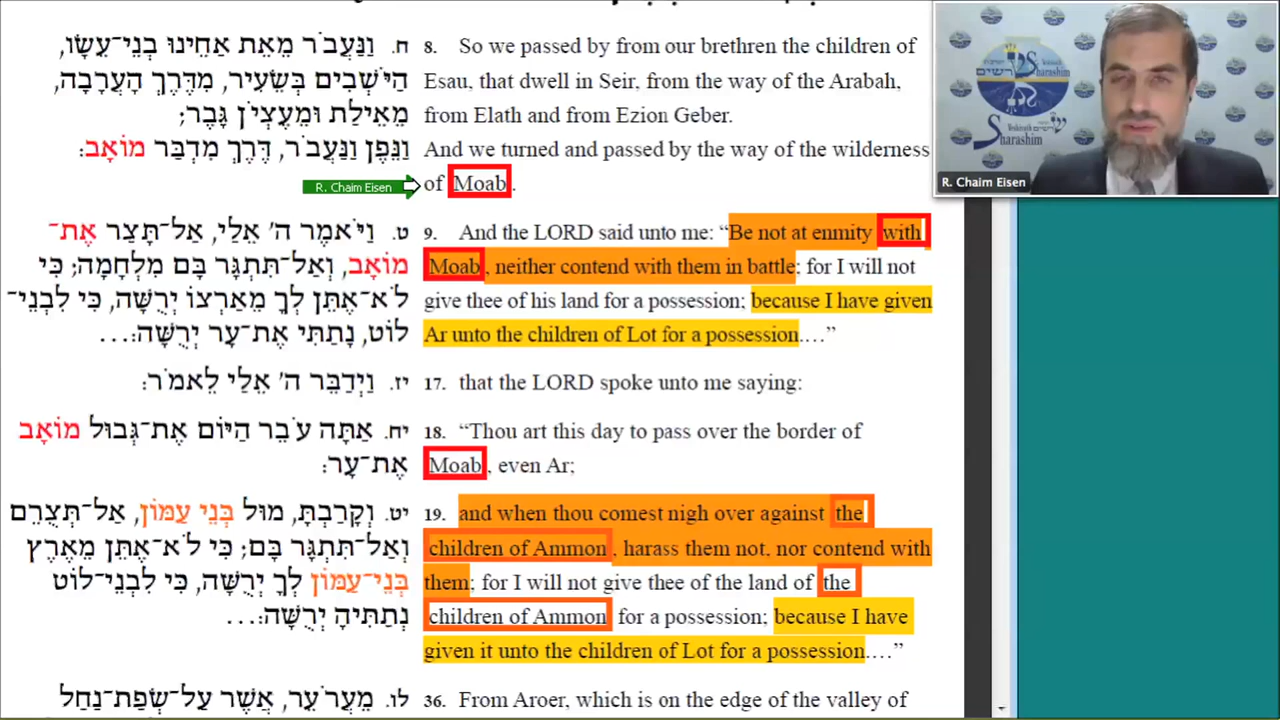 ח. וַנַּעֲבֹר מֵאֵת אַחֵינוּ בְנֵי־עֵשָׂו,
הַיֹּשְׁבִים בְּשֵׂעִיר, מִדֶּרֶךְ הָעֲרָבָה,
מֵאֵילַת וּמֵעֶצְיֹן גָּבֶר;
וַנֵּפֶן וַנַּעֲבֹר, דֶּרֶךְ מִדְבַּר מוֹאָב:
8. So we passed by from our brethren the children of
Esau, that dwell in Seir, from the way of the Arabah,
from Elath and from Ezion Geber.
And we turned and passed by the way of the wilderness
R. Chaim Eisen
of Moab.
ט. וַיֹּאמֶר ה׳ אֵלַי, אַל־תָּצַר אֶת־
מוֹאָב, וְאַל־תִּתְגָּר בָּם מִלְחָמָה; כִּי
לֹא־אֶתֵּן לְךָ מֵאַרְצוֹ יְרֻשָּׁה, כִּי לִבְנֵי־
לוֹט, נָתַתִּי אֶת־עָר יְרֻשָּׁה:...
9. And the LORD said unto me: “Be not at enmity with
Moab, neither contend with them in battle; for I will not
give thee of his land for a possession; because I have given
Ar unto the children of Lot for a possession....”
יז. וַיְדַבֵּר ה׳ אֵלַי לֵאמֹר:
17. that the LORD spoke unto me saying:
יח. אַתָּה עֹבֵר הַיּוֹם אֶת־גְּבוּל מוֹאָב
אֶת־עָר:
18. “Thou art this day to pass over the border of
Moab, even Ar;
יט. וְקָרַבְתָּ, מוּל בְּנֵי עַמּוֹן, אַל־תְּצֻרֵם
וְאַל־תִּתְגָּר בָּם; כִּי לֹא־אֶתֵּן מֵאֶרֶץ
בְּנֵי־עַמּוֹן לְךָ יְרֻשָּׁה, כִּי לִבְנֵי־לוֹט
נְתַתִּיהָ יְרֻשָּׁה:...
19. and when thou comest nigh over against the
children of Ammon, harass them not, nor contend with
them; for I will not give thee of the land of the
children of Ammon for a possession; because I have
given it unto the children of Lot for a possession....”
לו. מֵעֲרֹעֵר, אֲשֶׁר עַל־שְׂפַת־נַחַל
36. From Aroer, which is on the edge of the valley of
שרשים
Sharashim
Yeshivath שרשים
Sharashim
R. Chaim Eisen